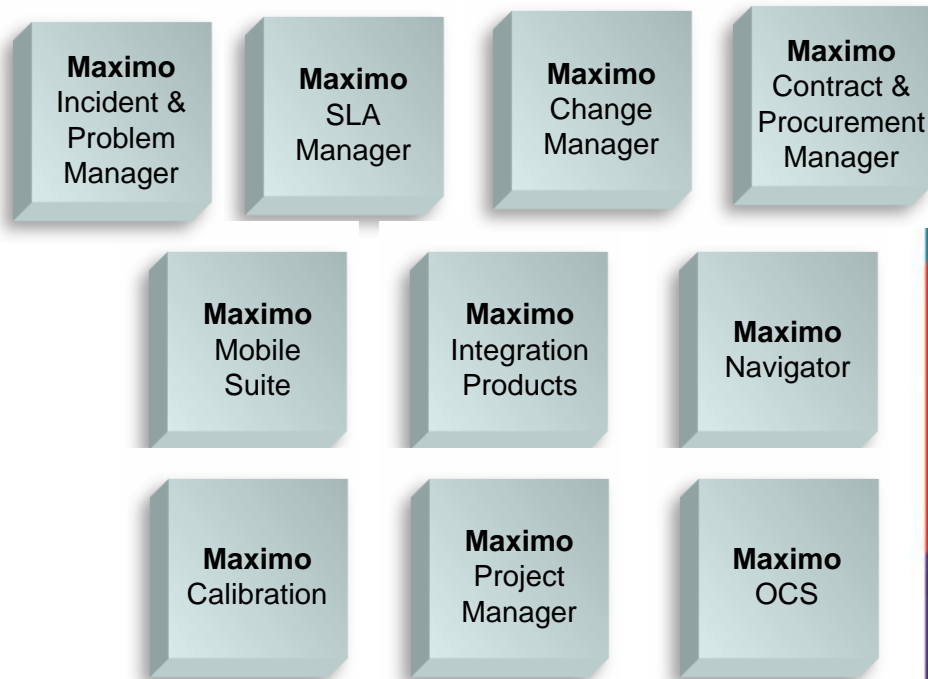 Maximo
Incident &
Problem
Manager
Maximo
SLA
Manager
Maximo
Change
Manager
Maximo
Contract &
Procurement
Manager
Maximo
Mobile
Suite
Maximo
Integration
Products
Maximo
Navigator
Maximo
Calibration
Maximo
Project
Manager
Maximo
OCS